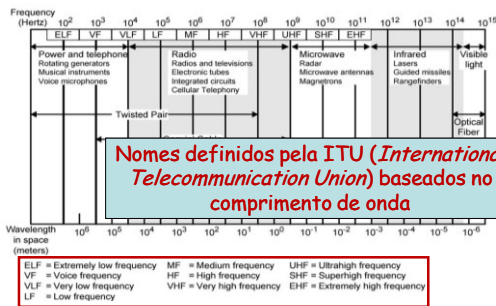 Frequency
(Hertz) 10² 10³ 10⁴ 10⁵ 10⁶ 10⁷ 10⁸ 10⁹ 10¹⁰ 10¹¹ 10¹² 10¹³ 10¹⁴ 10¹⁵
ELF VF VLF LF MF HF VHF UHF SHF EHF
Power and telephone
Rotating generators
Musical instruments
Voice microphones
Radio
Radios and televisions
Electronic tubes
Integrated circuits
Cellular Telephony
Microwave
Radar
Microwave antennas
Magnetrons
Infrared
Lasers
Guided missiles
Rangefinders
Visible
light
Twisted Pair
Optical
Fiber
Nomes definidos pela ITU (Internationa
Telecommunication Union) baseados no
comprimento de onda
Wavelength
in space
(meters) 10⁶ 10⁵ 10⁴ 10³ 10² 10¹ 10⁰ 10⁻¹ 10⁻² 10⁻³ 10⁻⁴ 10⁻⁵ 10⁻⁶
ELF = Extremely low frequency MF = Medium frequency UHF = Ultrahigh frequency
VF = Voice frequency HF = High frequency SHF = Superhigh frequency
VLF = Very low frequency VHF = Very high frequency EHF = Extremely high frequency
LF = Low frequency